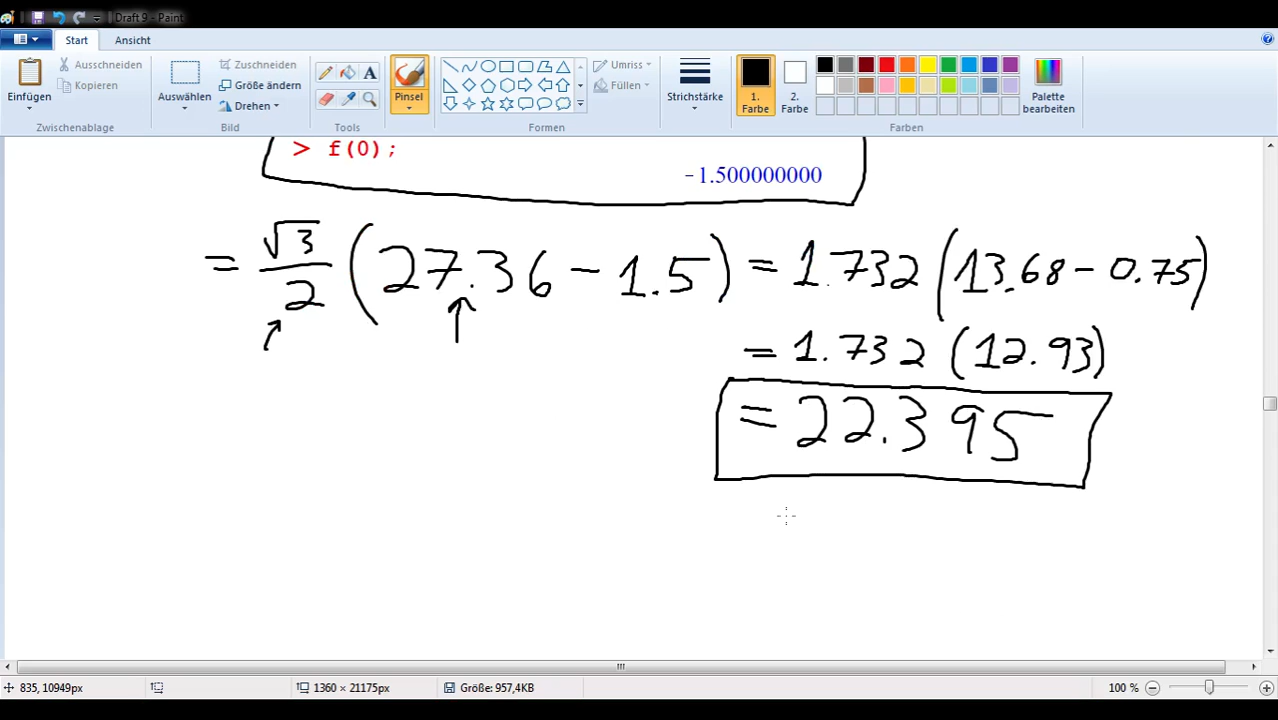 Draft 9 - Paint
Start Ansicht
Einfügen
Ausschneiden
Kopieren
Zwischenablage
Auswählen
Zuschneiden
Größe ändern
Drehen
Bild
A
Tools
Pinsel
Umriss
Füllen
Formen
Strichstärke
1. Farbe
2. Farbe
Palette bearbeiten
Farben
> f(0);
-1.500000000
= √3/2 (27.36 - 1.5) = 1.732 (13.68 - 0.75)
= 1.732 (12.93)
= 22.395
835, 10949px
1360 × 21175px
Größe: 957,4KB
100 %